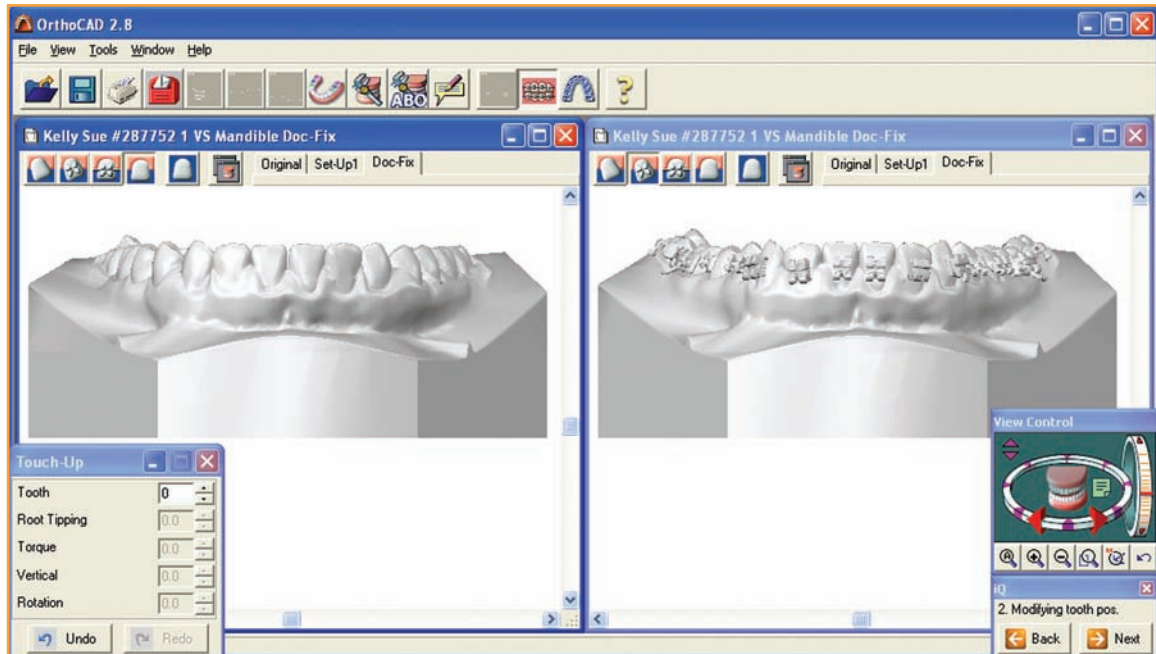 OrthoCAD 2.8
File View Tools Window Help
ABO
Kelly Sue #287752 1 VS Mandible Doc-Fix
Original Set-Up1 Doc-Fix
Kelly Sue #287752 1 VS Mandible Doc-Fix
Original Set-Up1 Doc-Fix
Touch-Up
Tooth 0
Root Tipping 0.0
Torque 0.0
Vertical 0.0
Rotation 0.0
Undo Redo
View Control
iQ
2. Modifying tooth pos.
Back Next